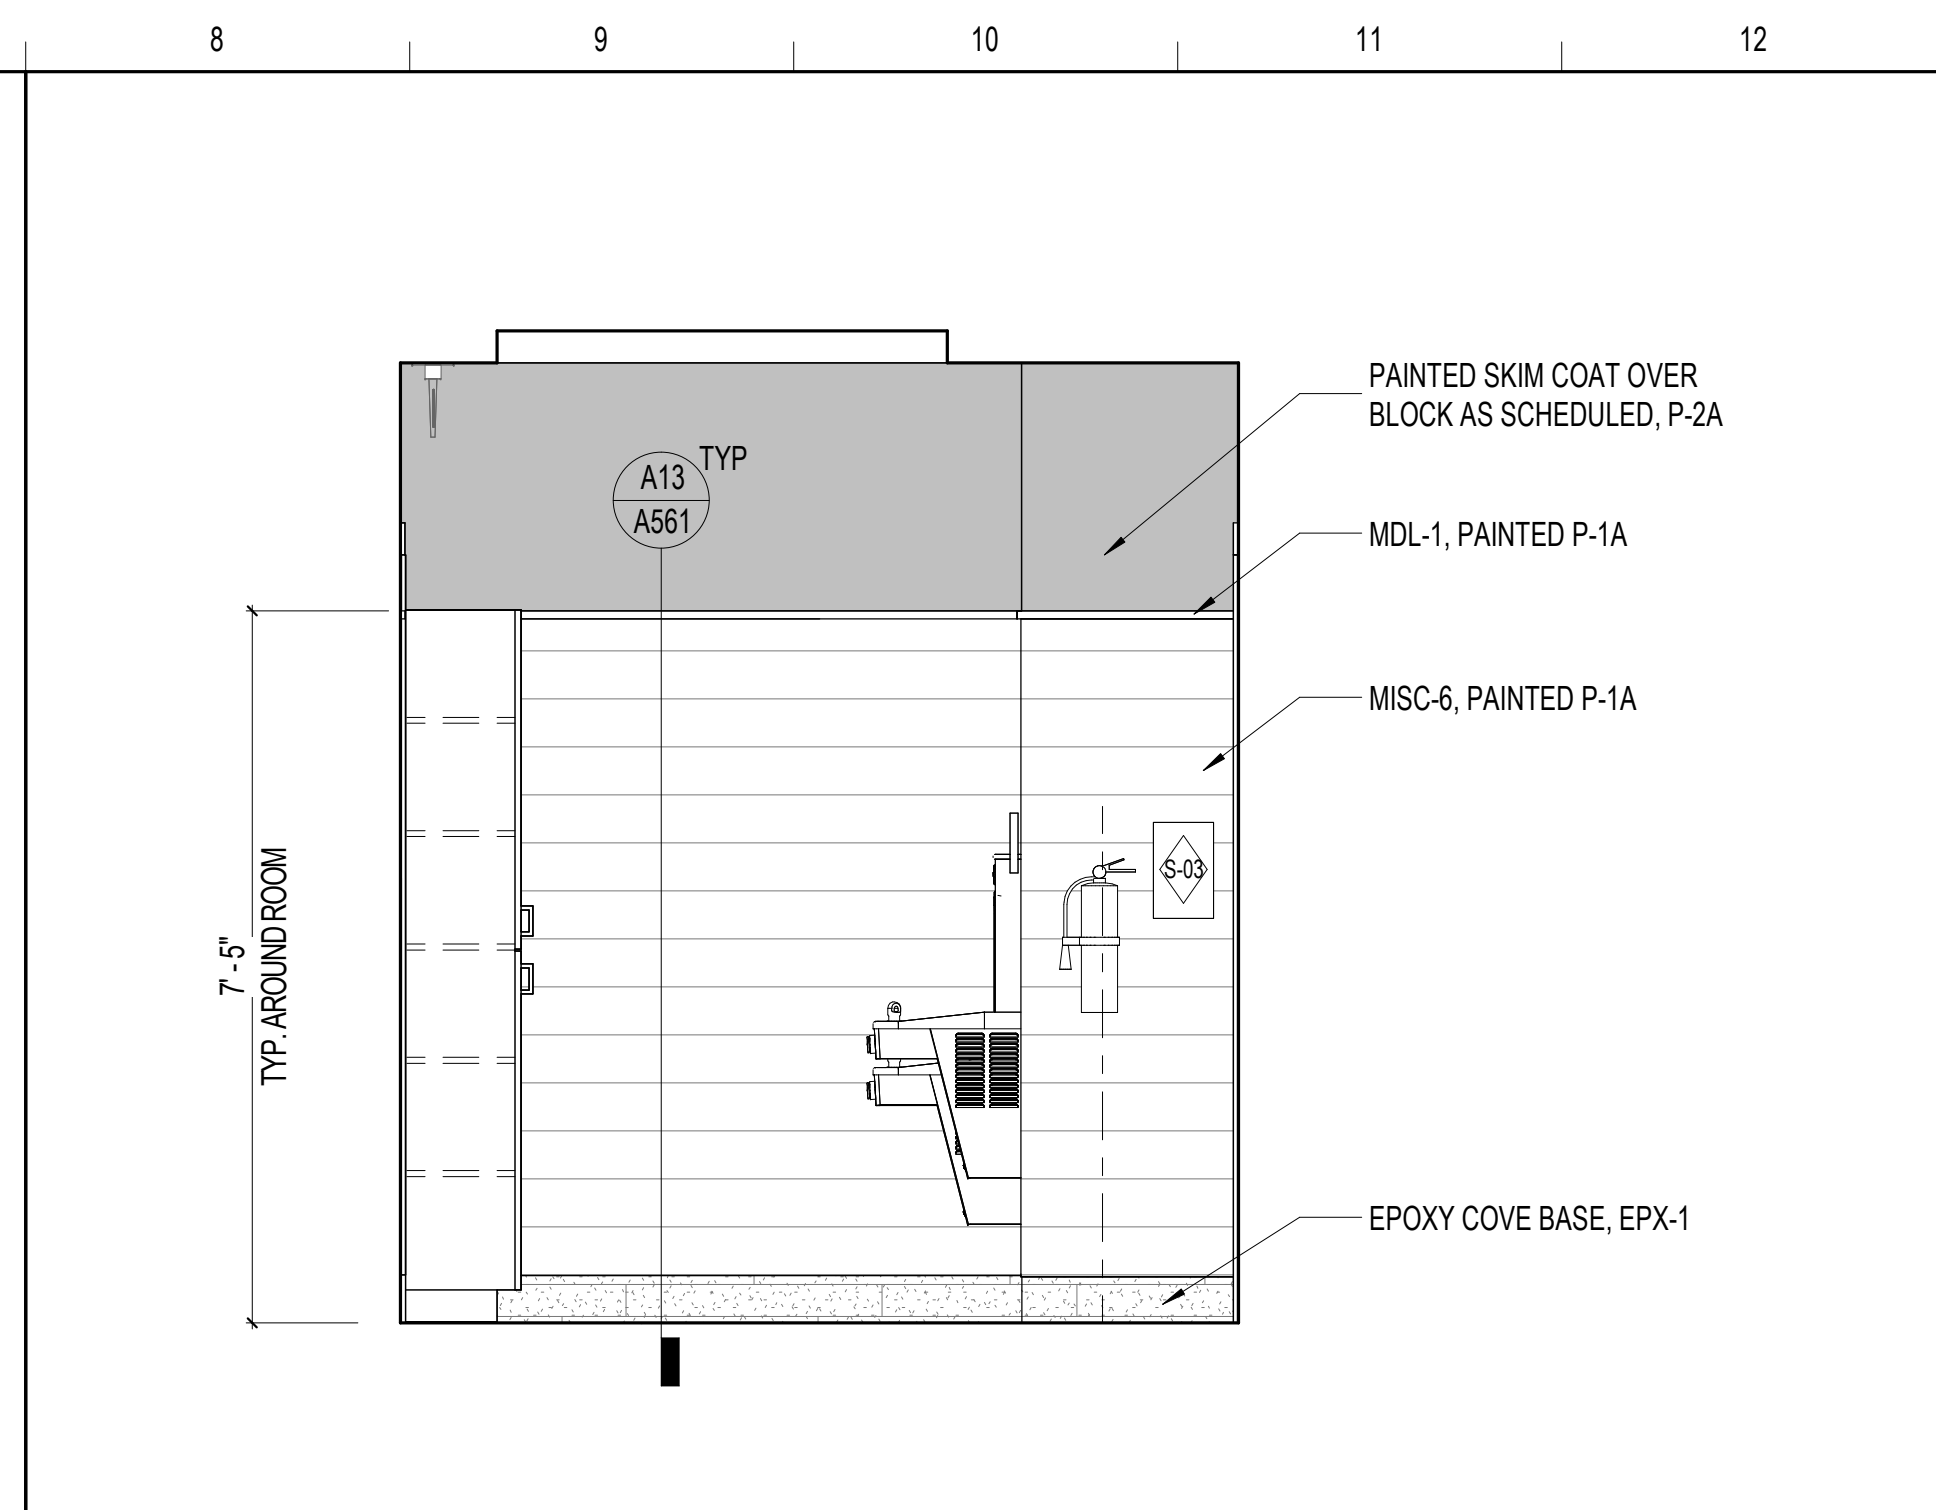 8
9
10
11
12
PAINTED SKIM COAT OVER
BLOCK AS SCHEDULED, P-2A
A13
TYP
A561
MDL-1, PAINTED P-1A
MISC-6, PAINTED P-1A
S-03
7' - 5"
TYP. AROUND ROOM
EPOXY COVE BASE, EPX-1